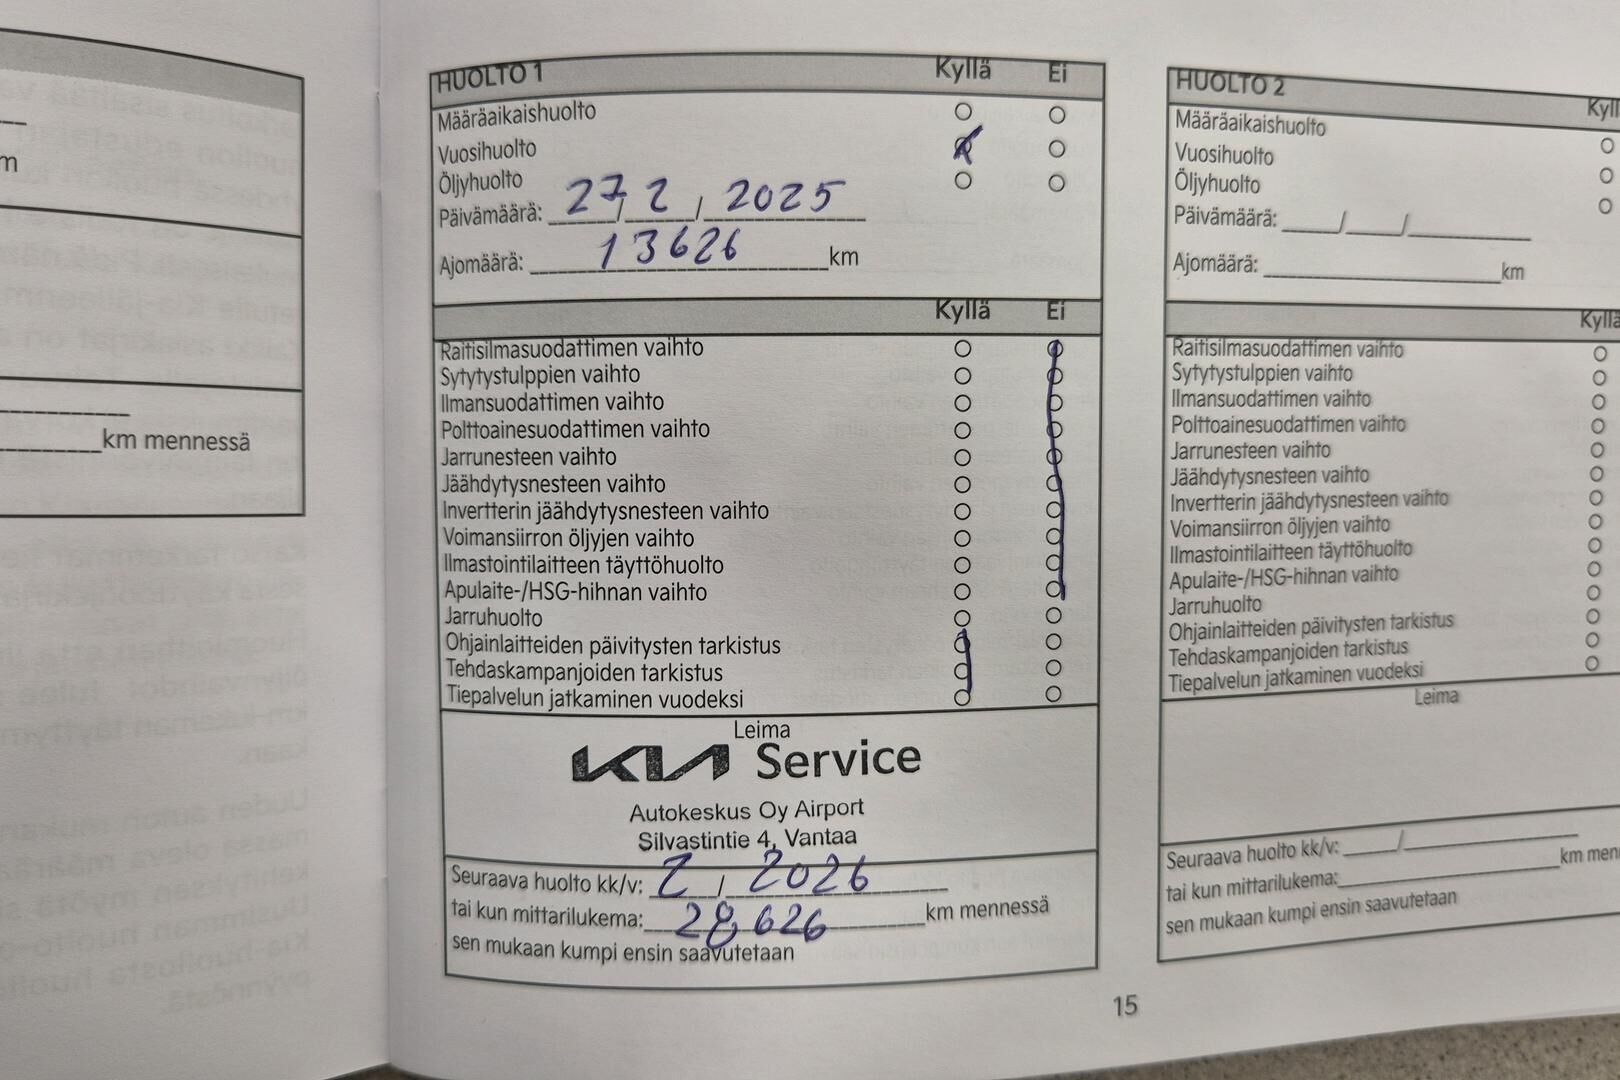 m
km mennessä
HUOLTO 1 Kyllä Ei
Määräaikaishuolto
Vuosihuolto
Öljyhuolto
Päivämäärä: 27/2/2025
Ajomäärä: 13626 km
Kyllä Ei
Raitisilmasuodattimen vaihto
Sytytystulppien vaihto
Ilmansuodattimen vaihto
Polttoainesuodattimen vaihto
Jarrunesteen vaihto
Jäähdytysnesteen vaihto
Invertterin jäähdytysnesteen vaihto
Voimansiirron öljyjen vaihto
Ilmastointilaitteen täyttöhuolto
Apulaite-/HSG-hihnan vaihto
Jarruhuolto
Ohjainlaitteiden päivitysten tarkistus
Tehdaskampanjoiden tarkistus
Tiepalvelun jatkaminen vuodeksi
Leima
KIA Service
Autokeskus Oy Airport
Silvastintie 4, Vantaa
Seuraava huolto kk/v: 2 / 2026
tai kun mittarilukema: 28626 km mennessä
sen mukaan kumpi ensin saavutetaan
15
HUOLTO 2 Kyll
Määräaikaishuolto
Vuosihuolto
Öljyhuolto
Päivämäärä: / /
Ajomäärä: km
Kyllä
Raitisilmasuodattimen vaihto
Sytytystulppien vaihto
Ilmansuodattimen vaihto
Polttoainesuodattimen vaihto
Jarrunesteen vaihto
Jäähdytysnesteen vaihto
Invertterin jäähdytysnesteen vaihto
Voimansiirron öljyjen vaihto
Ilmastointilaitteen täyttöhuolto
Apulaite-/HSG-hihnan vaihto
Jarruhuolto
Ohjainlaitteiden päivitysten tarkistus
Tehdaskampanjoiden tarkistus
Tiepalvelun jatkaminen vuodeksi
Leima
Seuraava huolto kk/v: /
tai kun mittarilukema: km men
sen mukaan kumpi ensin saavutetaan